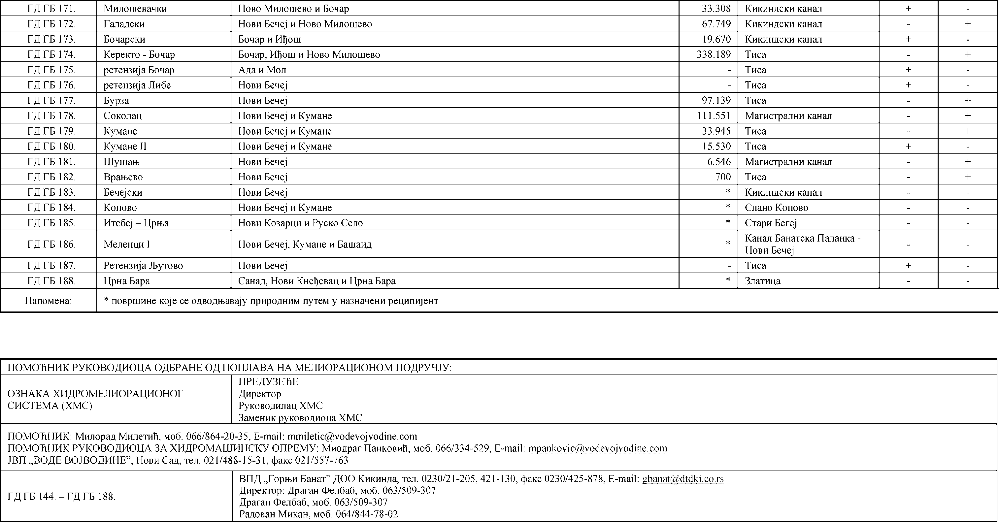 ГД ГБ 171. Милошевачки Ново Милошево и Бочар 33.308 Кикиндски канал + -
ГД ГБ 172. Галадски Нови Бечеј и Ново Милошево 67.749 Кикиндски канал - +
ГД ГБ 173. Бочарски Бочар и Иђош 19.670 Кикиндски канал + -
ГД ГБ 174. Керекто - Бочар Бочар, Иђош и Ново Милошево 338.189 Тиса - +
ГД ГБ 175. ретензија Бочар Ада и Мол - Тиса + -
ГД ГБ 176. ретензија Либе Нови Бечеј - Тиса + -
ГД ГБ 177. Бурза Нови Бечеј 97.139 Тиса - +
ГД ГБ 178. Соколац Нови Бечеј и Кумане 111.551 Магистрални канал - +
ГД ГБ 179. Кумане Нови Бечеј и Кумане 33.945 Тиса - +
ГД ГБ 180. Кумане II Нови Бечеј и Кумане 15.530 Тиса + -
ГД ГБ 181. Шушањ Нови Бечеј 6.546 Магистрални канал - +
ГД ГБ 182. Врањево Нови Бечеј 700 Тиса - +
ГД ГБ 183. Бечејски Нови Бечеј * Кикиндски канал - -
ГД ГБ 184. Копово Нови Бечеј и Кумане * Слано Копово - -
ГД ГБ 185. Итебеј – Црња Нови Козарци и Руско Село * Стари Бегеј - -
ГД ГБ 186. Меленци I Нови Бечеј, Кумане и Башаид * Канал Банатска Паланка -
Нови Бечеј - -
ГД ГБ 187. Ретензија Љутово Нови Бечеј - Тиса + -
ГД ГБ 188. Црна Бара Санад, Нови Кнеђевац и Црна Бара * Златица - -
Напомена: * површине које се одводњавају природним путем у назначени реципијент
ПОМОЋНИК РУКОВОДИОЦА ОДБРАНЕ ОД ПОПЛАВА НА МЕЛИОРАЦИОНОМ ПОДРУЧЈУ:
ОЗНАКА ХИДРОМЕЛИОРАЦИОНОГ
СИСТЕМА (ХМС)
ПРЕДУЗЕЋЕ
Директор
Руководилац ХМС
Заменик руководиоца ХМС
ПОМОЋНИК: Милорад Милетић, моб. 066/864-20-35, E-mail: mmiletic@vodevojvodine.com
ПОМОЋНИК РУКОВОДИОЦА ЗА ХИДРОМАШИНСКУ ОПРЕМУ: Миодраг Панковић, моб. 066/334-529, E-mail: mpankovic@vodevojvodine.com
ЈВП „ВОДЕ ВОЈВОДИНЕ”, Нови Сад, тел. 021/488-15-31, факс 021/557-763
ГД ГБ 144. – ГД ГБ 188.
ВПД „Горњи Банат” ДОО Кикинда, тел. 0230/21-205, 421-130, факс 0230/425-878, E-mail: gbanat@dtdki.co.rs
Директор: Драган Фелбаб, моб. 063/509-307
Драган Фелбаб, моб. 063/509-307
Радован Микан, моб. 064/844-78-02